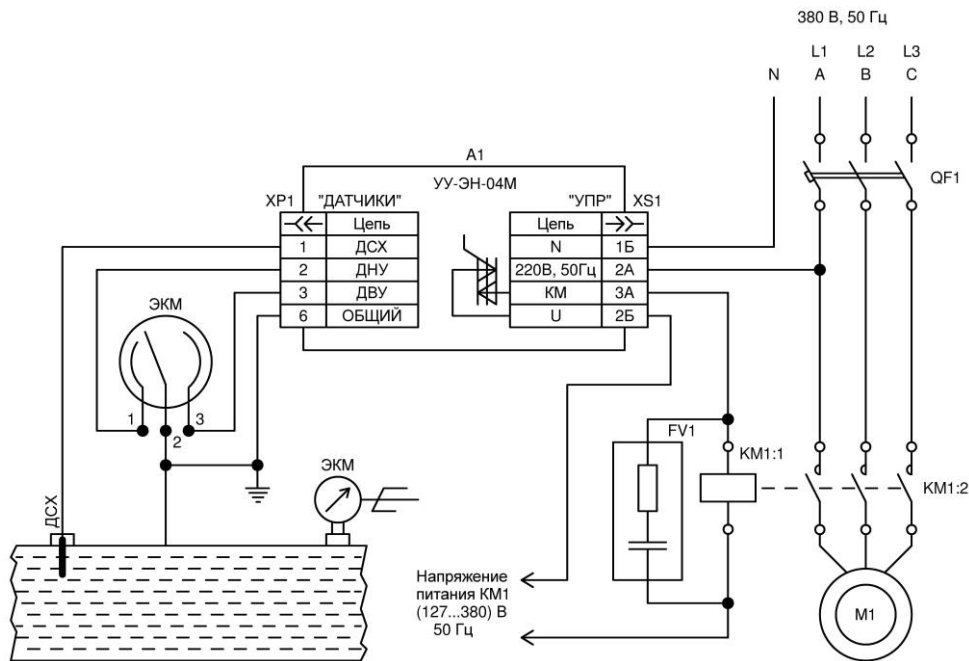 380 В, 50 Гц
L1 L2 L3
N A B C
QF1
A1
УУ-ЭН-04М
XP1 "ДАТЧИКИ" "УПР" XS1
Цепь Цепь
1 ДСХ N 1Б
2 ДНУ 220В, 50Гц 2А
3 ДВУ КМ 3А
6 ОБЩИЙ U 2Б
ЭКМ
1 2 3
ДСХ
ЭКМ
FV1
KM1:1
KM1:2
Напряжение
питания КМ1
(127...380) В
50 Гц
M1